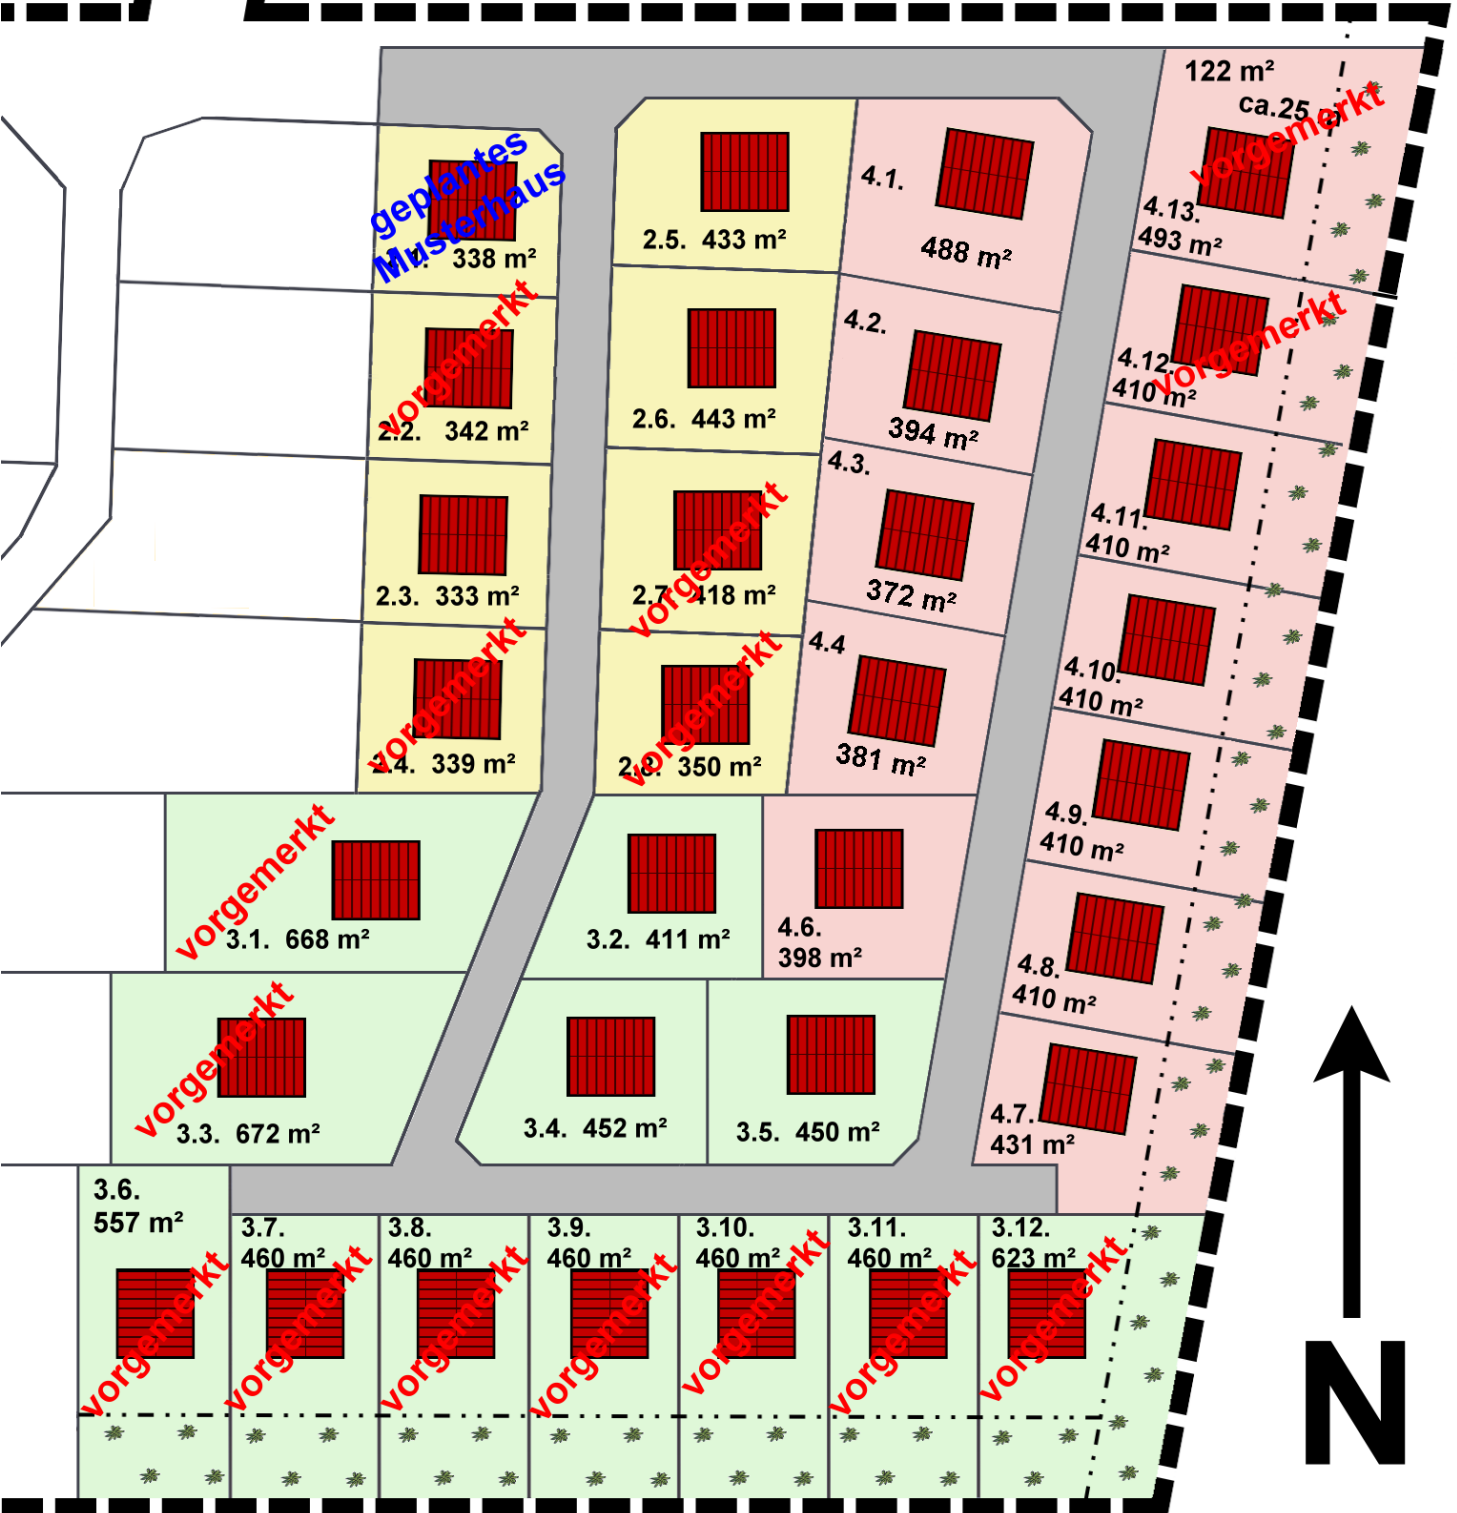 122 m²
ca.25
vorgemerkt
4.13.
493 m²
geplantes
Musterhaus
338 m²
2.5. 433 m²
4.1.
488 m²
vorgemerkt
4.12.
410 m²
vorgemerkt
2.2. 342 m²
2.6. 443 m²
4.2.
394 m²
4.11.
410 m²
2.3. 333 m²
vorgemerkt
2.7. 418 m²
4.3.
372 m²
4.10.
410 m²
vorgemerkt
2.4. 339 m²
vorgemerkt
2.8. 350 m²
4.4
381 m²
4.9.
410 m²
vorgemerkt
3.1. 668 m²
3.2. 411 m²
4.6.
398 m²
4.8.
410 m²
vorgemerkt
3.3. 672 m²
3.4. 452 m²
3.5. 450 m²
4.7.
431 m²
3.6.
557 m²
vorgemerkt
3.7.
460 m²
vorgemerkt
3.8.
460 m²
vorgemerkt
3.9.
460 m²
vorgemerkt
3.10.
460 m²
vorgemerkt
3.11.
460 m²
vorgemerkt
3.12.
623 m²
vorgemerkt
N